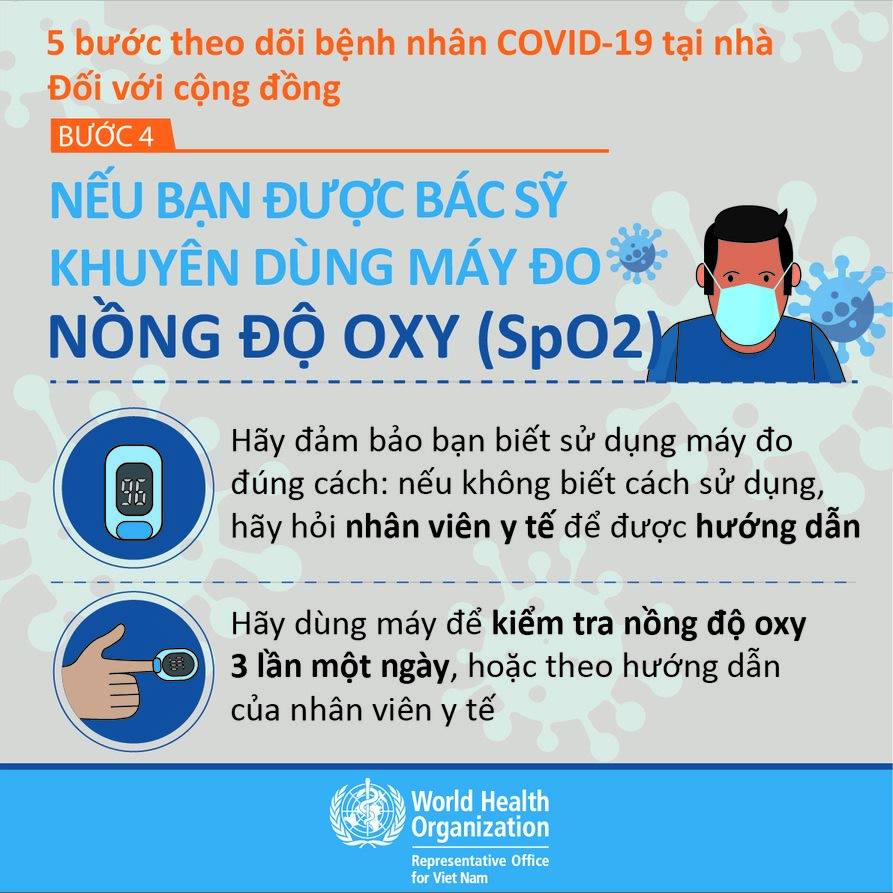 5 bước theo dõi bệnh nhân COVID-19 tại nhà
Đối với cộng đồng
BƯỚC 4
NẾU BẠN ĐƯỢC BÁC SỸ
KHUYÊN DÙNG MÁY ĐO
NỒNG ĐỘ OXY (SpO2)
96
Hãy đảm bảo bạn biết sử dụng máy đo
đúng cách: nếu không biết cách sử dụng,
hãy hỏi nhân viên y tế để được hướng dẫn
Hãy dùng máy để kiểm tra nồng độ oxy
3 lần một ngày, hoặc theo hướng dẫn
của nhân viên y tế
World Health
Organization
Representative Office
for Viet Nam